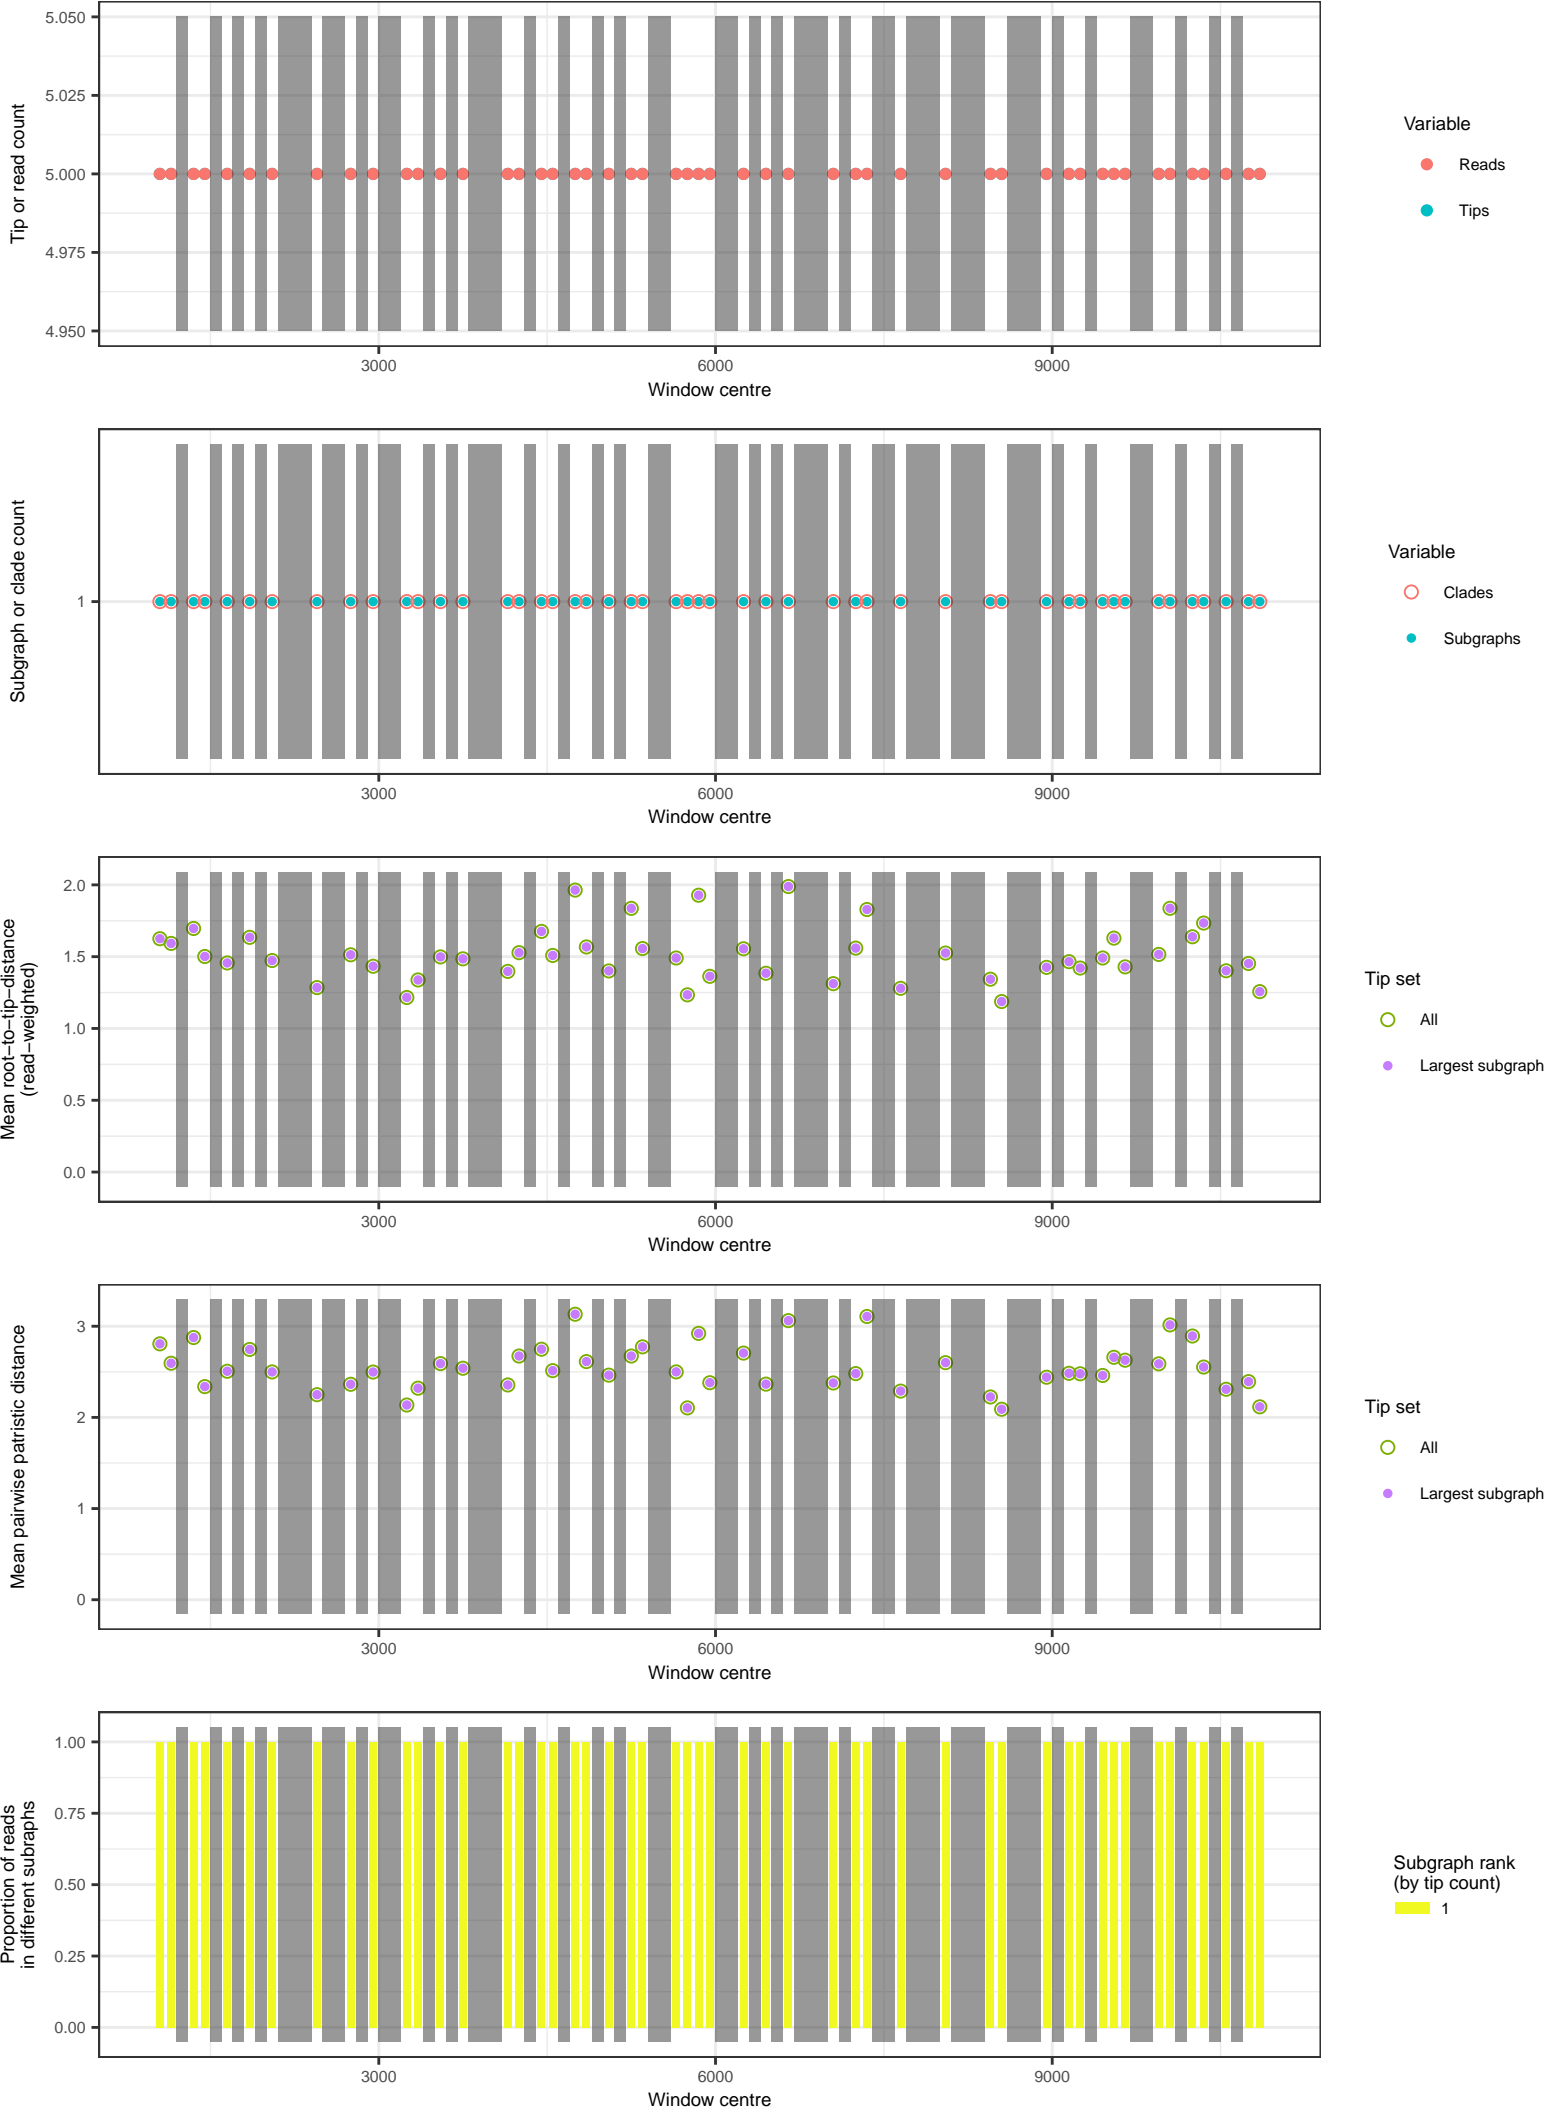 5.050
5.025
5.000
4.975
4.950
Tip or read count
3000
6000
9000
Window centre
Variable
Reads
Tips
1
Subgraph or clade count
3000
6000
9000
Window centre
Variable
Clades
Subgraphs
2.0
1.5
1.0
0.5
0.0
Mean root−to−tip−distance
(read−weighted)
3000
6000
9000
Window centre
Tip set
All
Largest subgraph
3
2
1
0
Mean pairwise patristic distance
3000
6000
9000
Window centre
Tip set
All
Largest subgraph
1.00
0.75
0.50
0.25
0.00
Proportion of reads
in different subraphs
3000
6000
9000
Window centre
Subgraph rank
(by tip count)
1